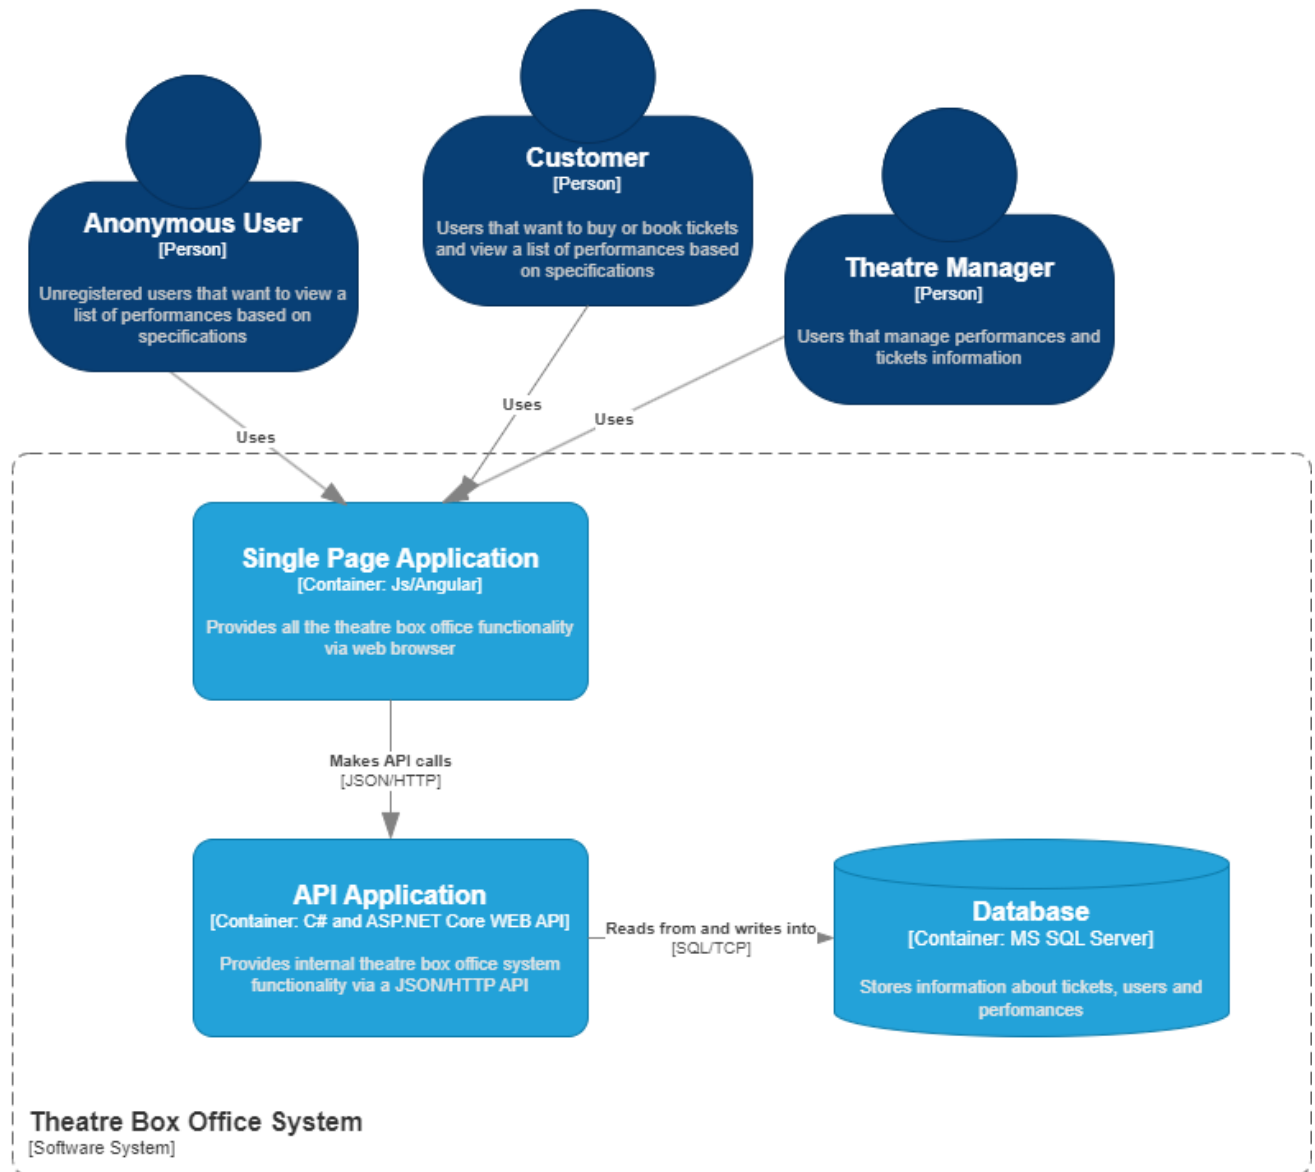 Customer
[Person]
Users that want to buy or book tickets
and view a list of performances based
on specifications
Anonymous User
[Person]
Unregistered users that want to view a
list of performances based on
specifications
Theatre Manager
[Person]
Users that manage performances and
tickets information
Uses
Uses
Uses
Single Page Application
[Container: Js/Angular]
Provides all the theatre box office functionality
via web browser
Makes API calls
[JSON/HTTP]
API Application
[Container: C# and ASP.NET Core WEB API]
Provides internal theatre box office system
functionality via a JSON/HTTP API
Reads from and writes into
[SQL/TCP]
Database
[Container: MS SQL Server]
Stores information about tickets, users and
perfomances
Theatre Box Office System
[Software System]